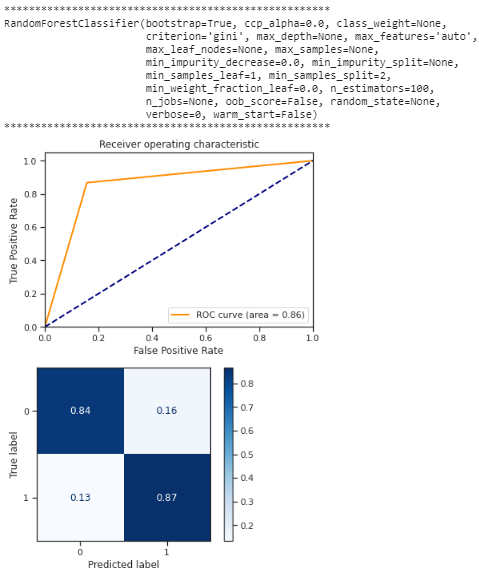 *****************************************************
RandomForestClassifier(bootstrap=True, ccp_alpha=0.0, class_weight=None,
criterion='gini', max_depth=None, max_features='auto',
max_leaf_nodes=None, max_samples=None,
min_impurity_decrease=0.0, min_impurity_split=None,
min_samples_leaf=1, min_samples_split=2,
min_weight_fraction_leaf=0.0, n_estimators=100,
n_jobs=None, oob_score=False, random_state=None,
verbose=0, warm_start=False)
*****************************************************
Receiver operating characteristic
1.0
0.8
0.6
0.4
0.2
0.0
True Positive Rate
ROC curve (area = 0.86)
0.0 0.2 0.4 0.6 0.8 1.0
False Positive Rate
True label
0 0.84 0.16
1 0.13 0.87
0 1
Predicted label
0.8
0.7
0.6
0.5
0.4
0.3
0.2